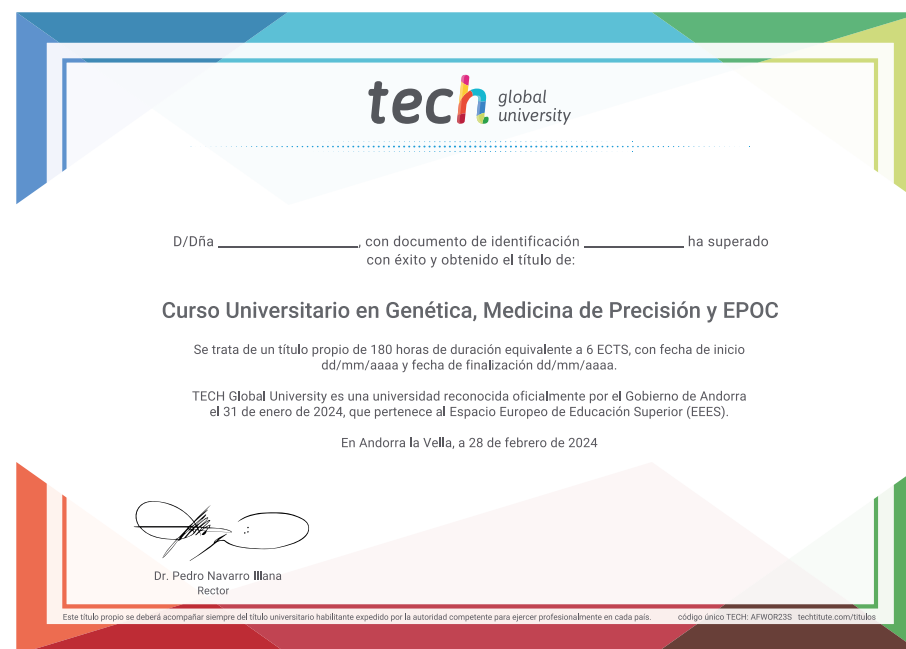 tech global university
D/Dña ____________, con documento de identificación ____________ ha superado
con éxito y obtenido el título de:
Curso Universitario en Genética, Medicina de Precisión y EPOC
Se trata de un título propio de 180 horas de duración equivalente a 6 ECTS, con fecha de inicio
dd/mm/aaaa y fecha de finalización dd/mm/aaaa.
TECH Global University es una universidad reconocida oficialmente por el Gobierno de Andorra
el 31 de enero de 2024, que pertenece al Espacio Europeo de Educación Superior (EEES).
En Andorra la Vella, a 28 de febrero de 2024
Dr. Pedro Navarro Illana
Rector
Este título propio se deberá acompañar siempre del título universitario habilitante expedido por la autoridad competente para ejercer profesionalmente en cada país. código único TECH: AFWOR23S techtitute.com/titulos